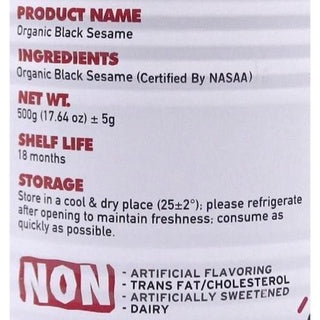 PRODUCT NAME
Organic Black Sesame
INGREDIENTS
Organic Black Sesame (Certified By NASAA)
NET WT.
500g (17.64 oz) ± 5g
SHELF LIFE
18 months
STORAGE
Store in a cool & dry place (25±2°); please refrigerate
after opening to maintain freshness; consume as
quickly as possible.
NON
- ARTIFICIAL FLAVORING
- TRANS FAT/CHOLESTEROL
- ARTIFICIALLY SWEETENED
- DAIRY